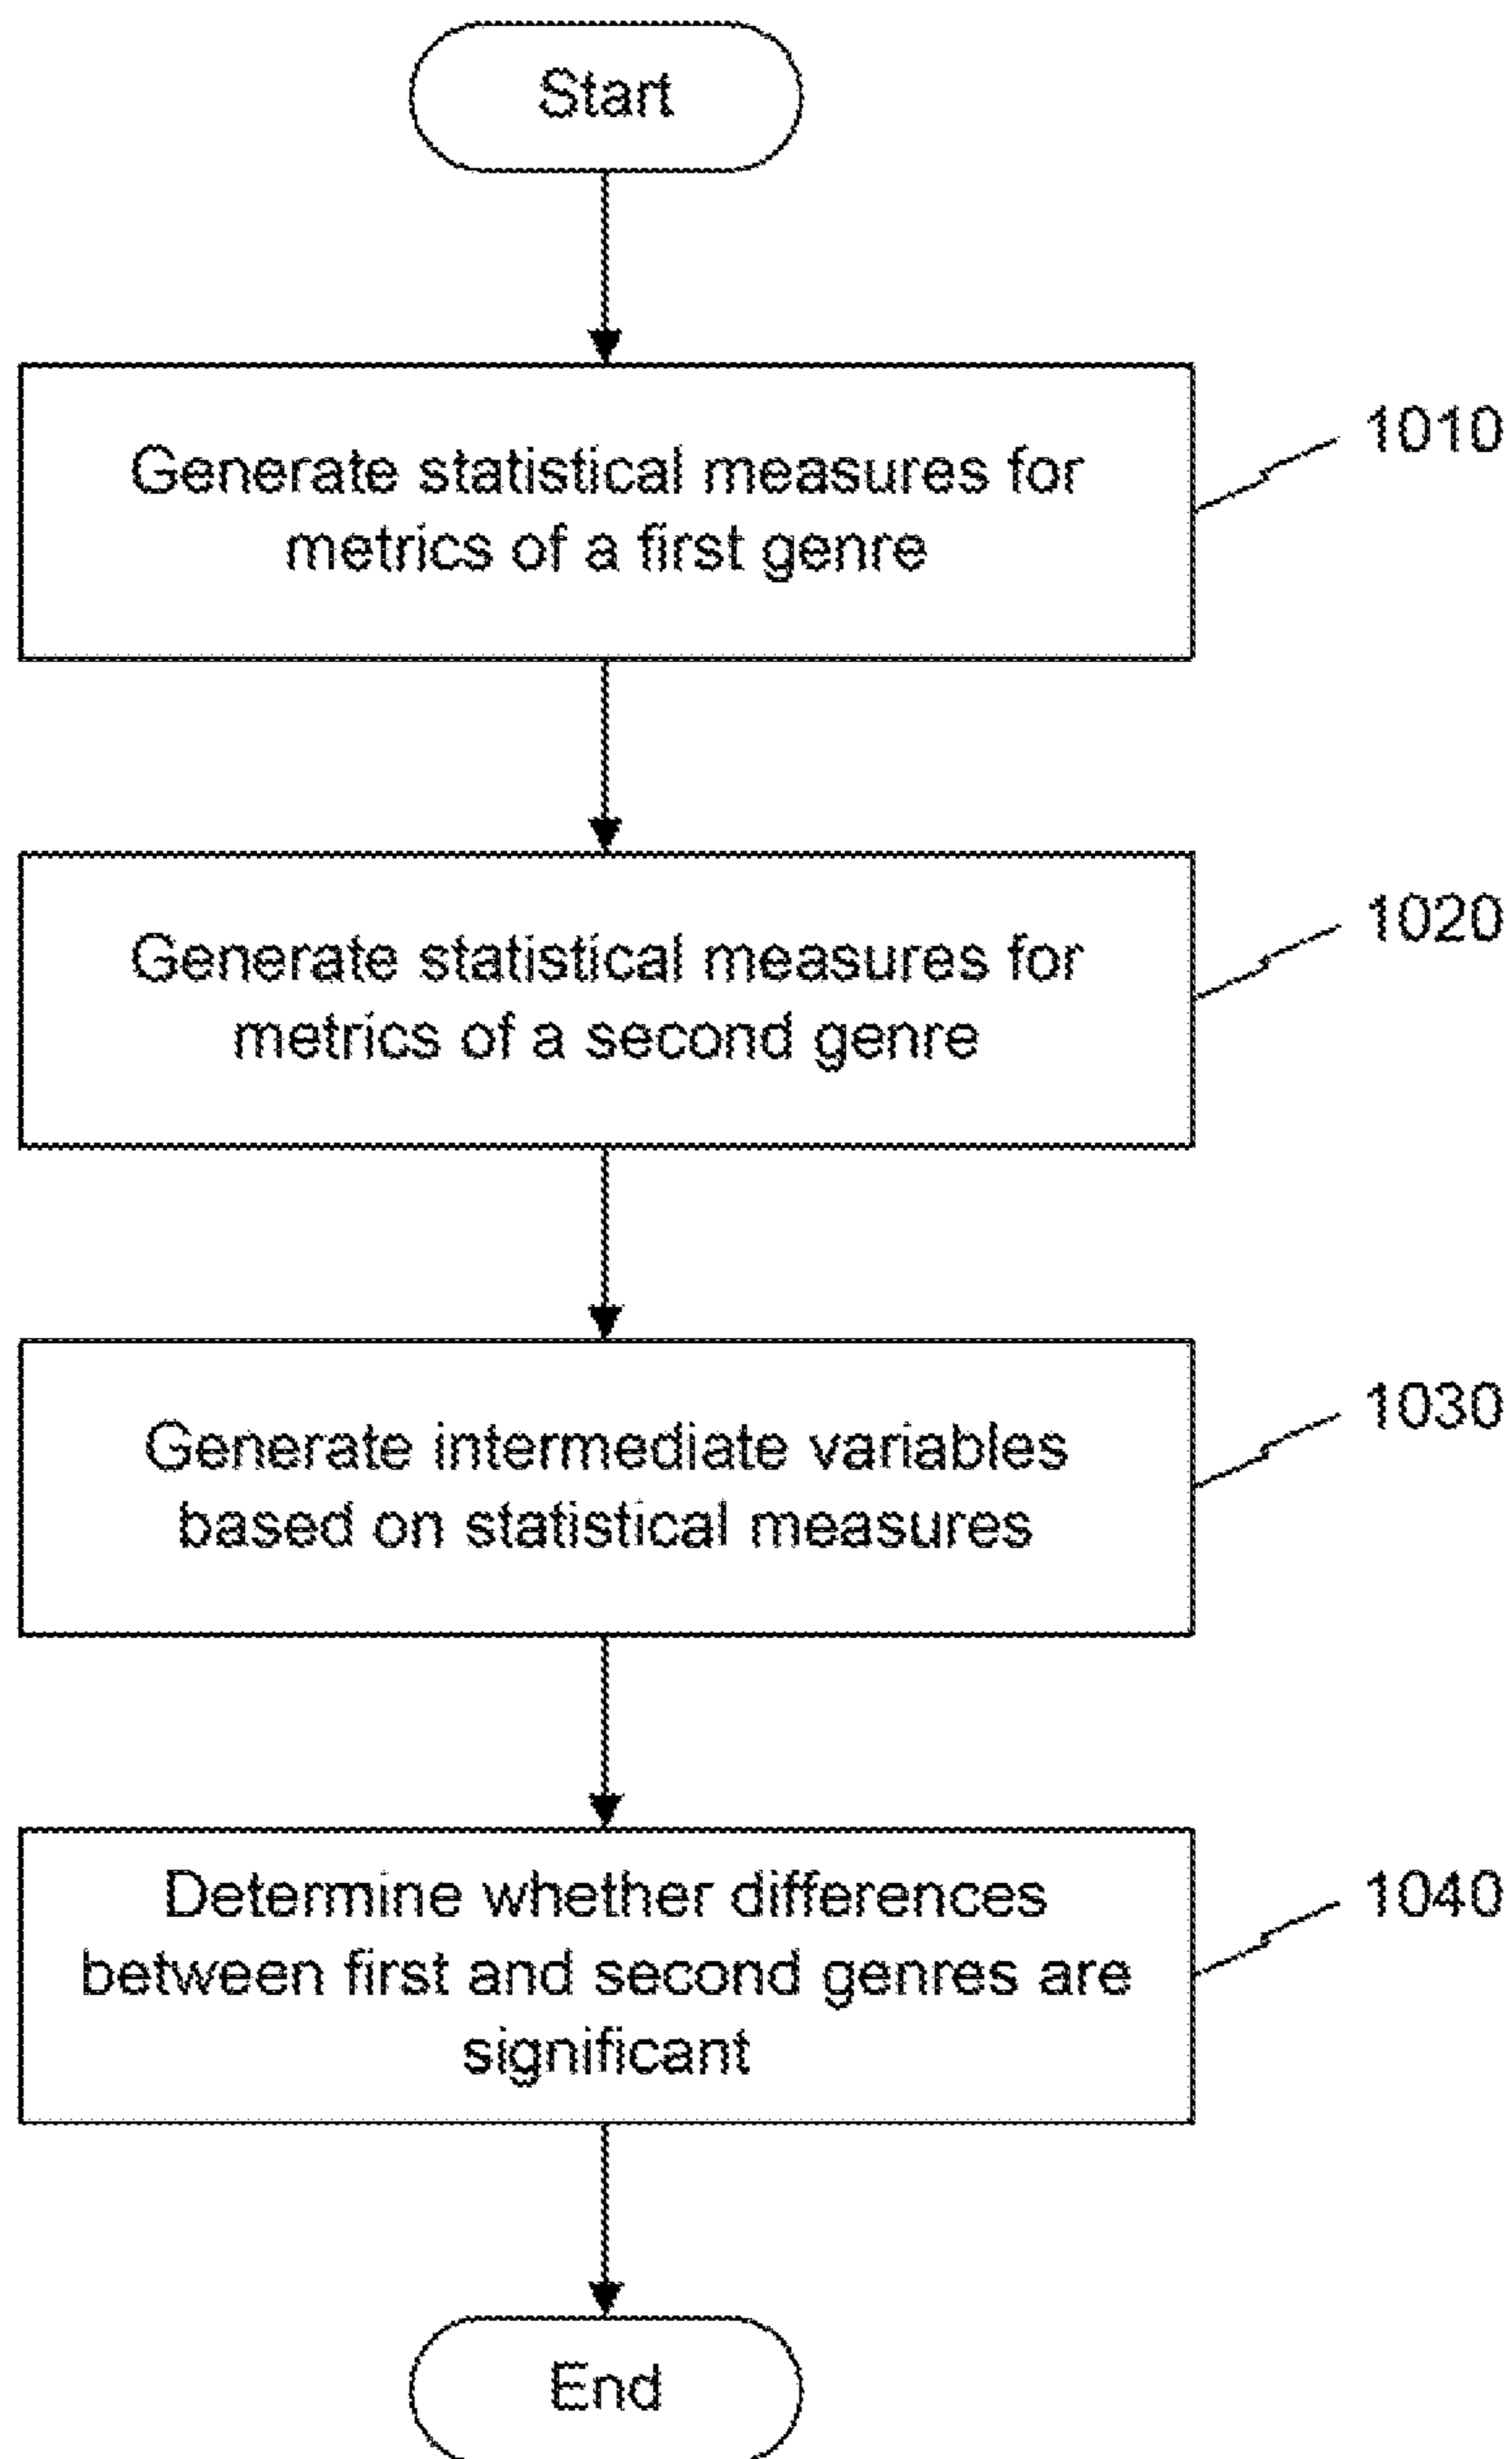 Start
Generate statistical measures for
metrics of a first genre
1010
Generate statistical measures for
metrics of a second genre
1020
Generate intermediate variables
based on statistical measures
1030
Determine whether differences
between first and second genres are
significant
1040
End